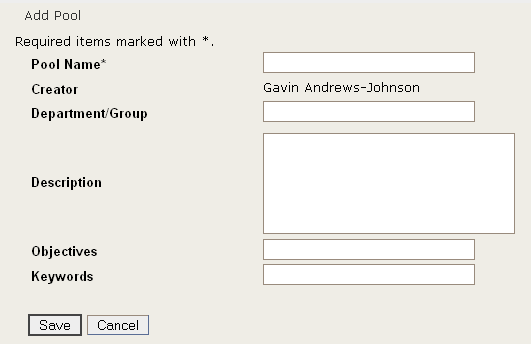 Add Pool
Required items marked with *.
Pool Name*
Creator Gavin Andrews-Johnson
Department/Group
Description
Objectives
Keywords
Save Cancel